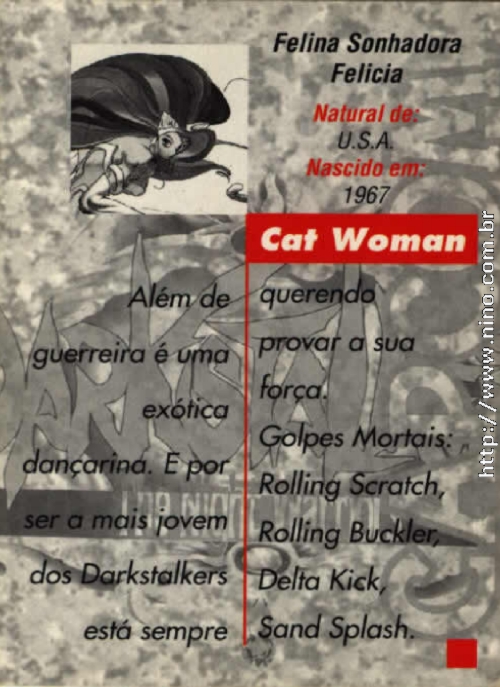 Felina Sonhadora
Felicia
Natural de:
U.S.A.
Nascido em:
1967
Cat Woman
Além de
guerreira é uma
exótica
dançarina. E por
ser a mais jovem
dos Darkstalkers
está sempre
querendo
provar a sua
força.
Golpes Mortais:
Rolling Scratch,
Rolling Buckler,
Delta Kick,
Sand Splash.
http://www.nino.com.br